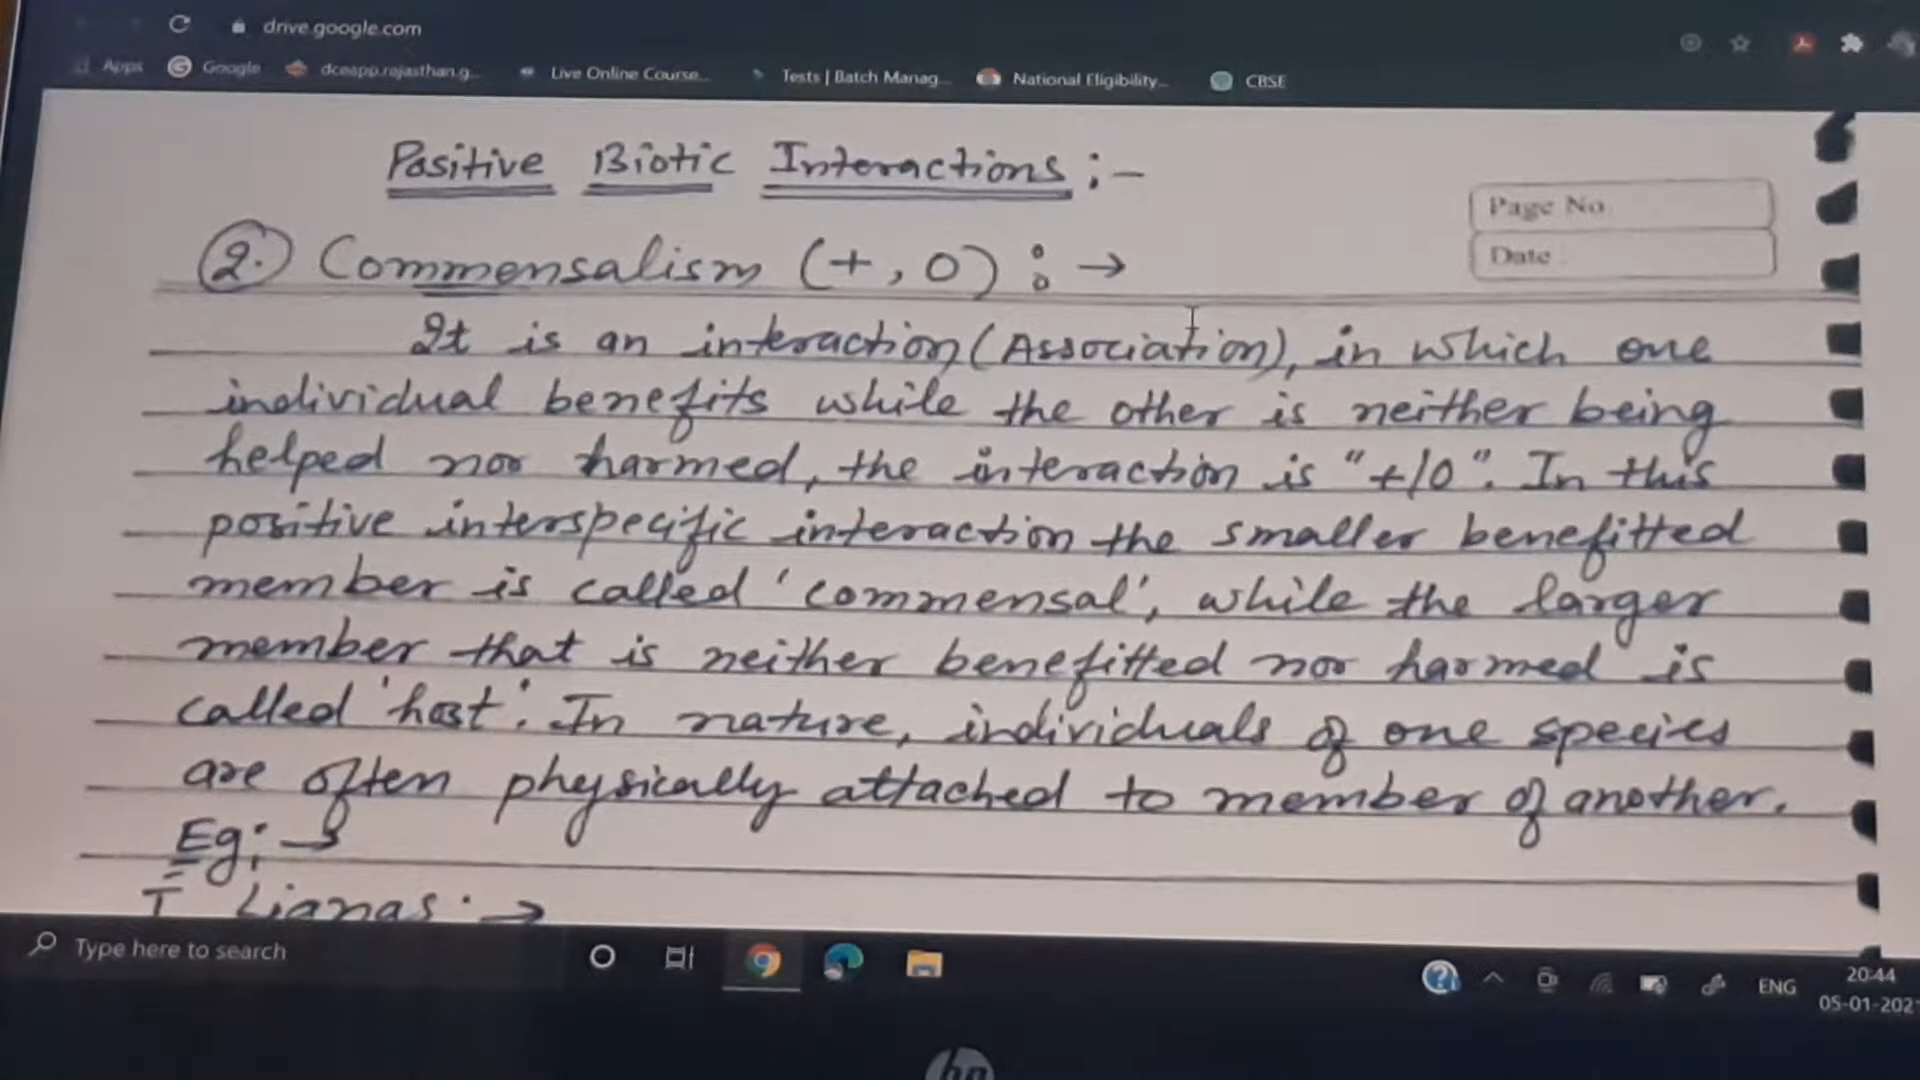 drive.google.com
Apps Google dceapp.rajasthan.g... Live Online Course... Tests | Batch Manag... National Eligibility... CBSE
Positive Biotic Interactions :-
Page No.
Date
2. Commensalism (+, 0) : →
It is an interaction (Association), in which one
individual benefits while the other is neither being
helped nor harmed, the interaction is "+/0". In this
positive interspecific interaction the smaller benefitted
member is called 'commensal', while the larger
member that is neither benefitted nor harmed is
called 'host'. In nature, individuals of one species
are often physically attached to member of another.
Eg: →
I Lianas: →
Type here to search
ENG
20:44
05-01-202
hp